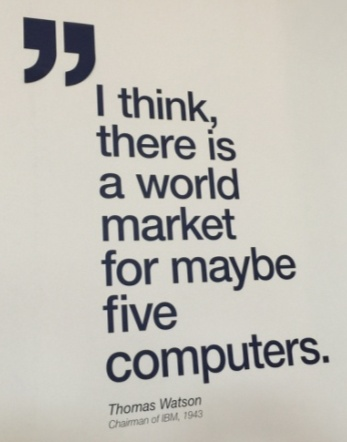 ”
I think,
there is
a world
market
for maybe
five
computers.
Thomas Watson
Chairman of IBM, 1943